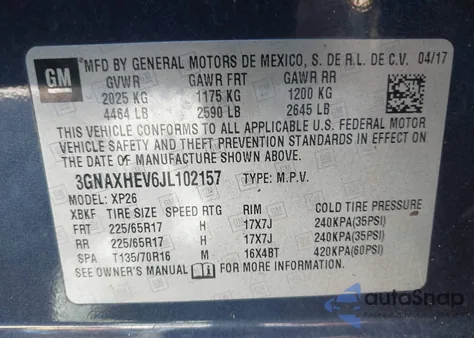 GM
*MFD BY GENERAL MOTORS DE MEXICO, S. DE R.L. DE C.V. 04/17
GVWR GAWR FRT GAWR RR
2025 KG 1175 KG 1200 KG
4464 LB 2590 LB 2645 LB
THIS VEHICLE CONFORMS TO ALL APPLICABLE U.S. FEDERAL MOTOR
VEHICLE SAFETY AND THEFT PREVENTION STANDARDS IN EFFECT ON
THE DATE OF MANUFACTURE SHOWN ABOVE.
3GNAXHEV6JL102157 TYPE: M.P.V.
MODEL: XP26
XBKF TIRE SIZE SPEED RTG RIM COLD TIRE PRESSURE
FRT 225/65R17 H 17X7J 240KPA(35PSI)
RR 225/65R17 H 17X7J 240KPA(35PSI)
SPA T135/70R16 M 16X4BT 420KPA(60PSI)
SEE OWNER'S MANUAL FOR MORE INFORMATION.
autoSnap